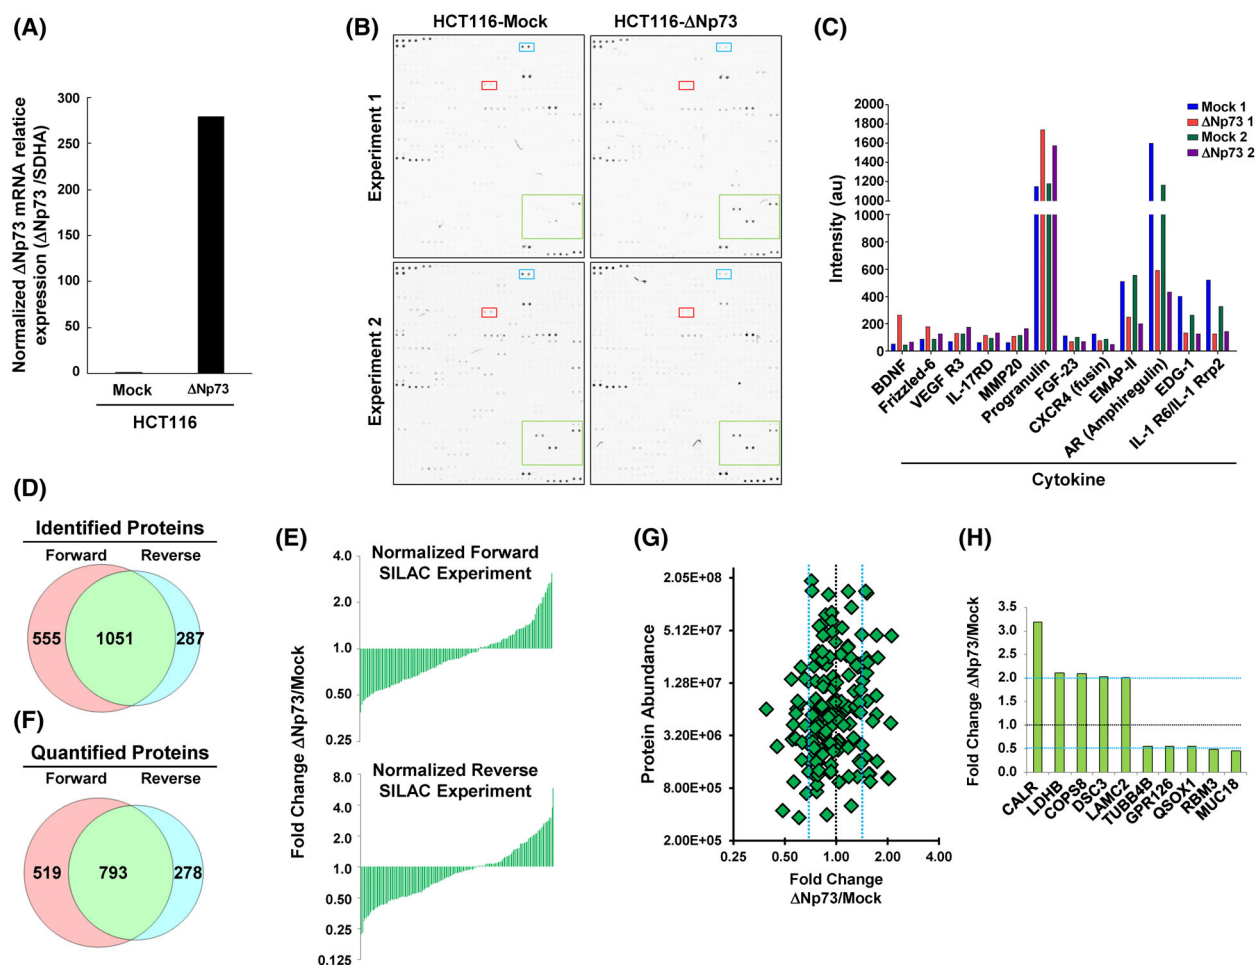 (A)
Normalized ΔNp73 mRNA relatice
expression (ΔNp73 /SDHA)
300
250
200
150
100
50
0
Mock
ΔNp73
HCT116
(B)
HCT116-Mock
HCT116-ΔNp73
Experiment 1
Experiment 2
(C)
Intensity (au)
2000
1800
1600
1400
1200
1000
800
600
400
200
0
Mock 1
ΔNp73 1
Mock 2
ΔNp73 2
BDNF
Frizzled-6
VEGF R3
IL-17RD
MMP20
Progranulin
FGF-23
CXCR4 (fusin)
EMAP-II
AR (Amphiregulin)
EDG-1
IL-1 R6/IL-1 Rrp2
Cytokine
(D)
Identified Proteins
Forward
Reverse
555
1051
287
(F)
Quantified Proteins
Forward
Reverse
519
793
278
(E)
Fold Change ΔNp73/Mock
Normalized Forward
SILAC Experiment
4.0
2.0
1.0
0.50
0.25
Normalized Reverse
SILAC Experiment
8.0
4.0
2.0
1.0
0.50
0.25
0.125
(G)
Protein Abundance
2.05E+08
5.12E+07
1.28E+07
3.20E+06
8.00E+05
2.00E+05
0.25
0.50
1.00
2.00
4.00
Fold Change
ΔNp73/Mock
(H)
Fold Change ΔNp73/Mock
3.5
3.0
2.5
2.0
1.5
1.0
0.5
0.0
CALR
LDHB
COPS8
DSC3
LAMC2
TUBB4B
GPR126
QSOX1
RBM3
MUC18